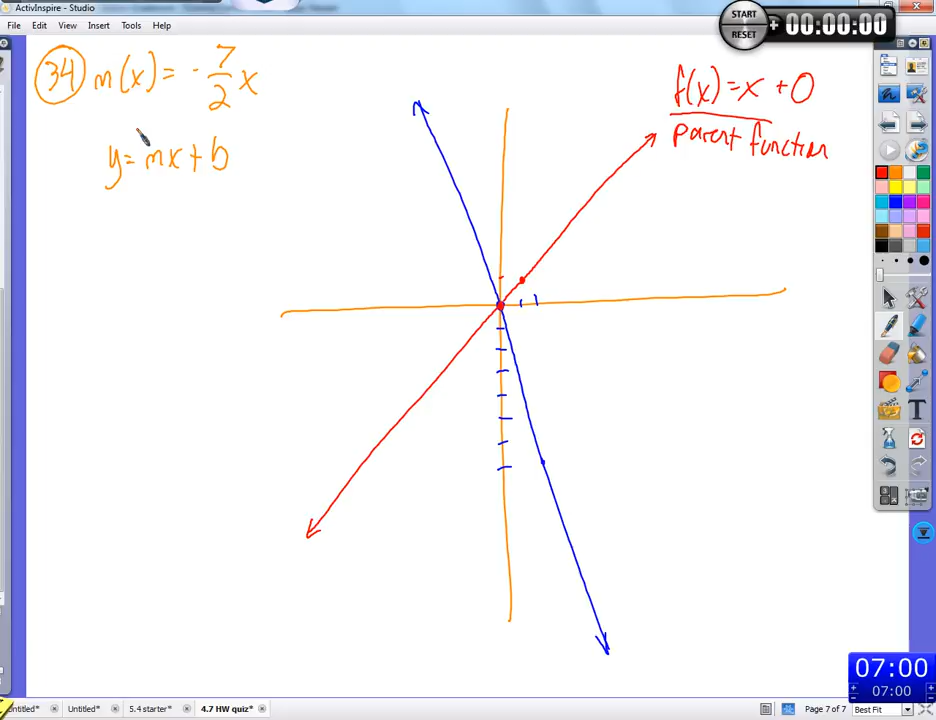 ActivInspire - Studio
File Edit View Insert Tools Help
START
RESET
00:00:00
34 m(x) = - 7/2 x
y = mx + b
f(x) = x + 0
parent function
07:00
07:00
ntitled* Untitled* 5.4 starter* 4.7 HW quiz*
Page 7 of 7 Best Fit